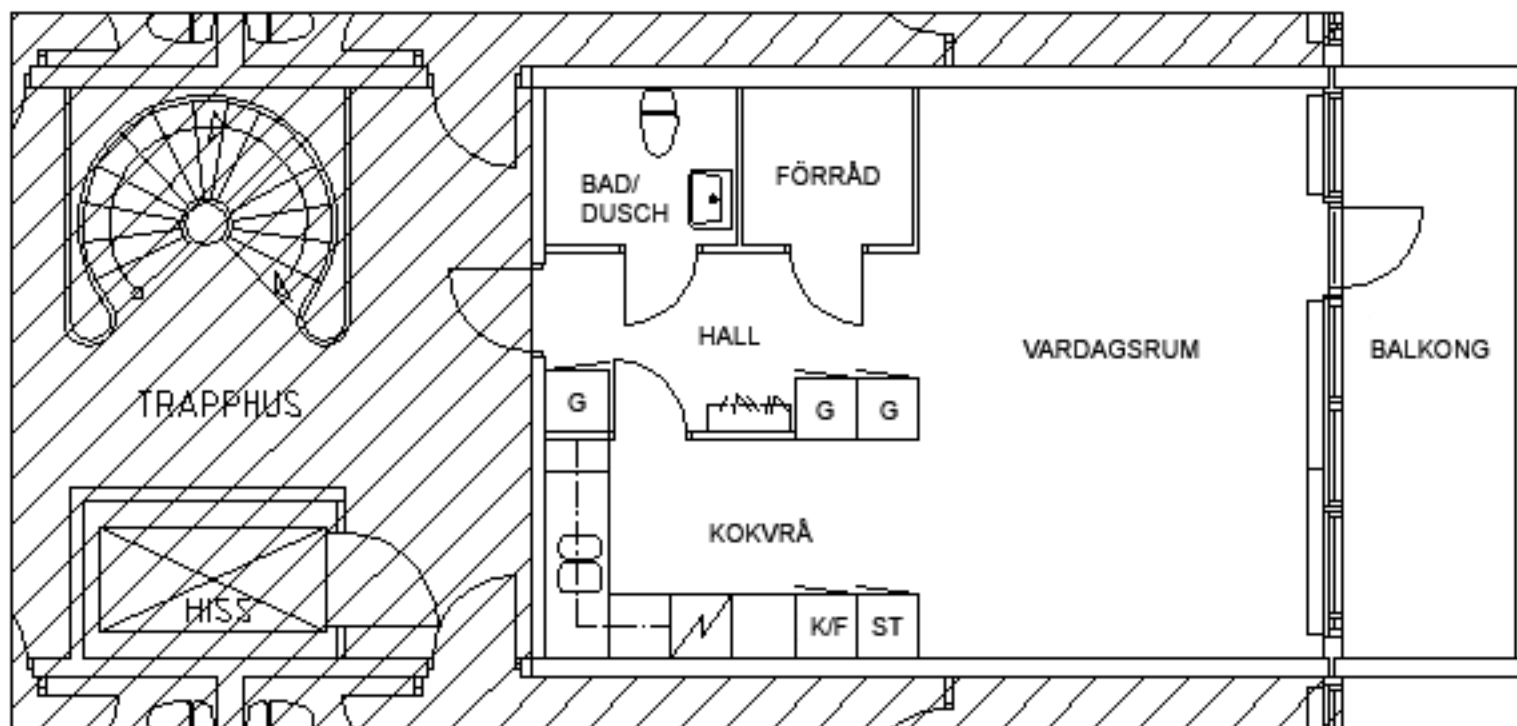 BAD/
DUSCH
FÖRRÅD
HALL
VARDAGSRUM
BALKONG
TRAPPHUS
G
G
G
KOKVRÅ
HISS
K/F
ST